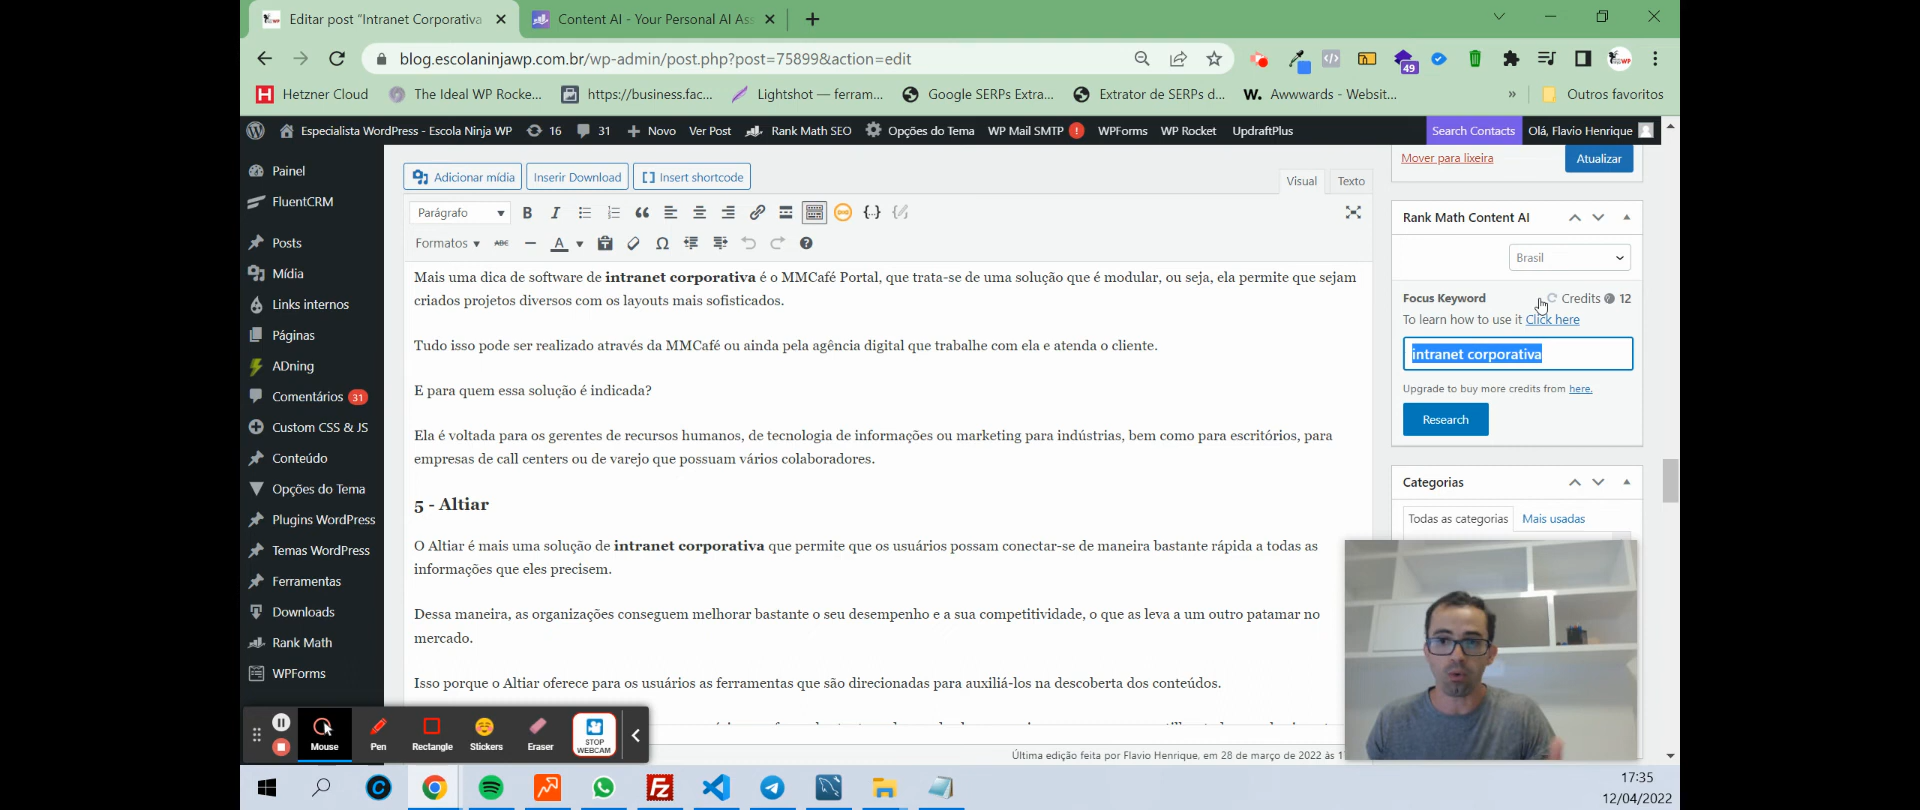 Editar post “Intranet Corporativa
Content AI - Your Personal AI Ass
blog.escolaninjawp.com.br/wp-admin/post.php?post=75899&action=edit
49
Hetzner Cloud
The Ideal WP Rocke...
https://business.fac...
Lightshot — ferram...
Google SERPs Extra...
Extrator de SERPs d...
W. Awwwards - Websit...
»
Outros favoritos
Especialista WordPress - Escola Ninja WP
16
31
Novo
Ver Post
Rank Math SEO
Opções do Tema
WP Mail SMTP !
WPForms
WP Rocket
UpdraftPlus
Search Contacts
Olá, Flavio Henrique
Painel
FluentCRM
Posts
Mídia
Links internos
Páginas
ADning
Comentários 31
Custom CSS & JS
Conteúdo
Opções do Tema
Plugins WordPress
Temas WordPress
Ferramentas
Downloads
Rank Math
WPForms
Adicionar mídia
Inserir Download
[ ] Insert shortcode
Visual
Texto
Parágrafo
B I
Formatos
ABC
A
Mais uma dica de software de intranet corporativa é o MMCafé Portal, que trata-se de uma solução que é modular, ou seja, ela permite que sejam
criados projetos diversos com os layouts mais sofisticados.
Tudo isso pode ser realizado através da MMCafé ou ainda pela agência digital que trabalhe com ela e atenda o cliente.
E para quem essa solução é indicada?
Ela é voltada para os gerentes de recursos humanos, de tecnologia de informações ou marketing para indústrias, bem como para escritórios, para
empresas de call centers ou de varejo que possuam vários colaboradores.
5 - Altiar
O Altiar é mais uma solução de intranet corporativa que permite que os usuários possam conectar-se de maneira bastante rápida a todas as
informações que eles precisem.
Dessa maneira, as organizações conseguem melhorar bastante o seu desempenho e a sua competitividade, o que as leva a um outro patamar no
mercado.
Isso porque o Altiar oferece para os usuários as ferramentas que são direcionadas para auxiliá-los na descoberta dos conteúdos.
Última edição feita por Flavio Henrique, em 28 de março de 2022 às 1
Mover para lixeira
Atualizar
Rank Math Content AI
Brasil
Focus Keyword
Credits 12
To learn how to use it Click here
intranet corporativa
Upgrade to buy more credits from here.
Research
Categorias
Todas as categorias
Mais usadas
Mouse
Pen
Rectangle
Stickers
Eraser
STOP
WEBCAM
17:35
12/04/2022